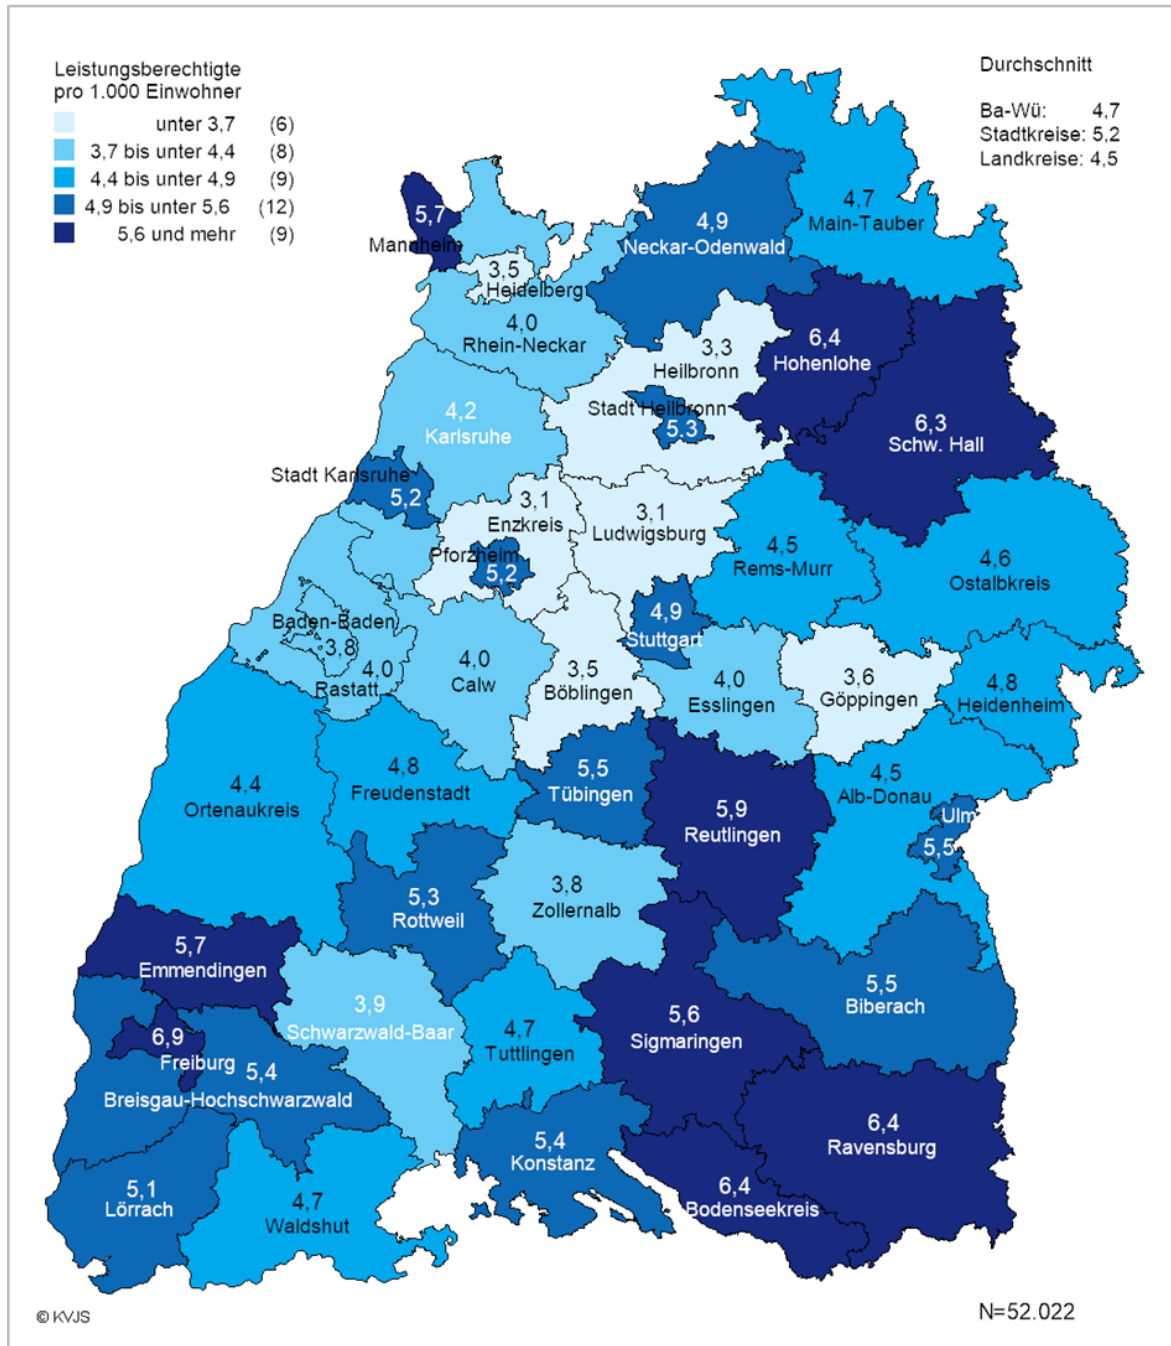 Leistungsberechtigte
pro 1.000 Einwohner
unter 3,7 (6)
3,7 bis unter 4,4 (8)
4,4 bis unter 4,9 (9)
4,9 bis unter 5,6 (12)
5,6 und mehr (9)
Durchschnitt
Ba-Wü: 4,7
Stadtkreise: 5,2
Landkreise: 4,5
4,7
Main-Tauber
5,7
Mannheim
4,9
Neckar-Odenwald
3,5
Heidelberg
4,0
Rhein-Neckar
6,4
Hohenlohe
3,3
Heilbronn
Stadt Heilbronn
5.3
4,2
Karlsruhe
6,3
Schw. Hall
Stadt Karlsruhe
5,2
3,1
Enzkreis
3,1
Ludwigsburg
Pforzheim
5,2
4,5
Rems-Murr
4,6
Ostalbkreis
4,9
Stuttgart
Baden-Baden
3,8
4,0
Rastatt
4,0
Calw
3,5
Böblingen
4,0
Esslingen
3,6
Göppingen
4,8
Heidenheim
4,4
Ortenaukreis
4,8
Freudenstadt
5,5
Tübingen
5,9
Reutlingen
4,5
Alb-Donau
Ulm
5,5
5,3
Rottweil
3,8
Zollernalb
5,7
Emmendingen
3,9
Schwarzwald-Baar
4,7
Tuttlingen
5,6
Sigmaringen
5,5
Biberach
6,9
Freiburg
5,4
Breisgau-Hochschwarzwald
5,4
Konstanz
6,4
Ravensburg
6,4
Bodenseekreis
5,1
Lörrach
4,7
Waldshut
© KVJS
N=52.022